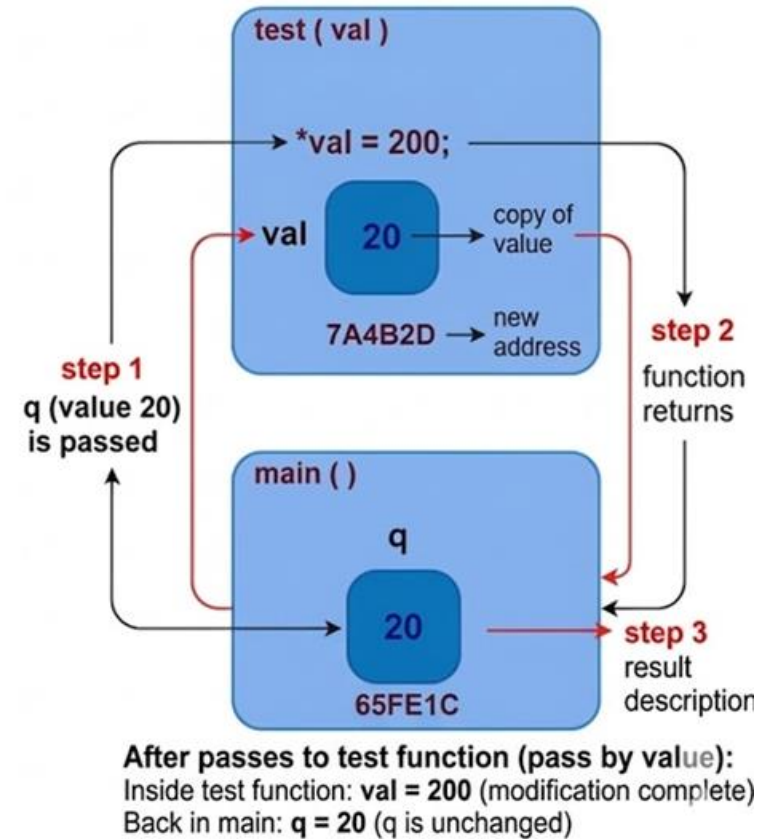 test ( val )
*val = 200;
val
20
copy of
value
7A4B2D
new
address
step 1
q (value 20)
is passed
step 2
function
returns
main ( )
q
20
65FE1C
step 3
result
description
After passes to test function (pass by value):
Inside test function: val = 200 (modification complete)
Back in main: q = 20 (q is unchanged)